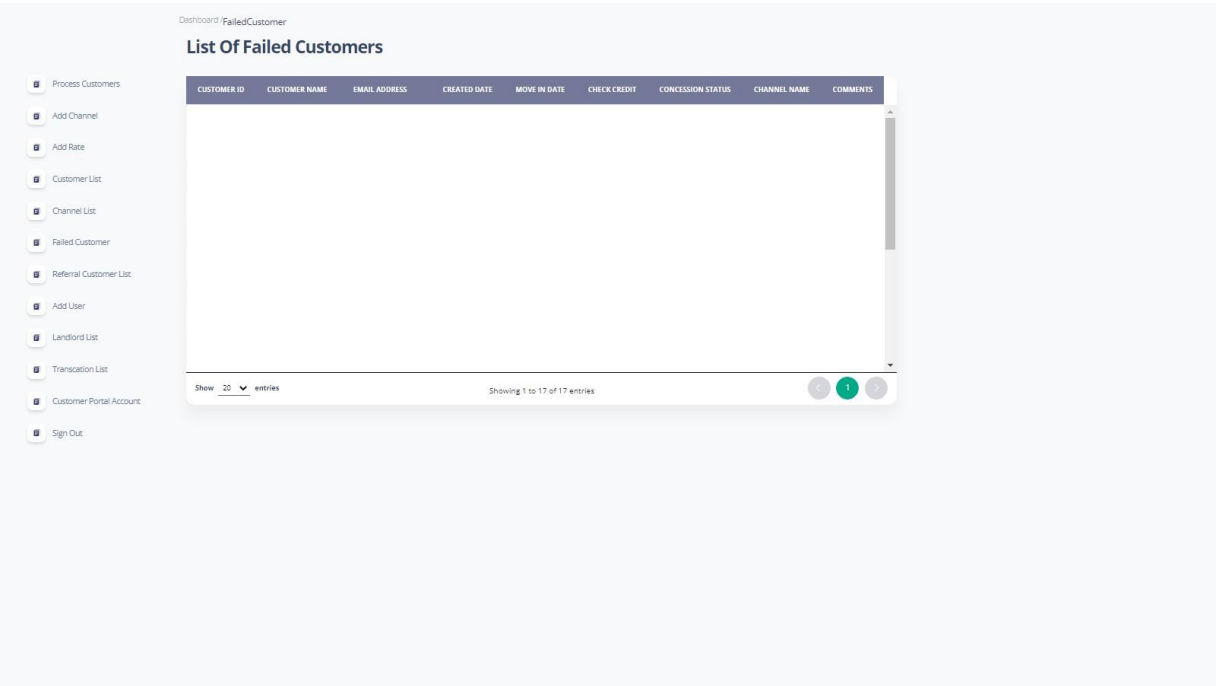 Dashboard /FailedCustomer
List Of Failed Customers
Process Customers
Add Channel
Add Rate
Customer List
Channel List
Failed Customer
Referral Customer List
Add User
Landlord List
Transcation List
Customer Portal Account
Sign Out
CUSTOMER ID CUSTOMER NAME EMAIL ADDRESS CREATED DATE MOVE IN DATE CHECK CREDIT CONCESSION STATUS CHANNEL NAME COMMENTS
Show 20 entries Showing 1 to 17 of 17 entries < 1 >